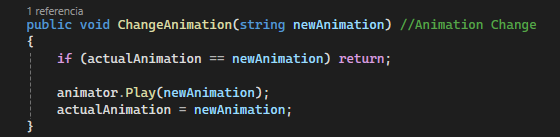 1 referencia
public void ChangeAnimation(string newAnimation) //Animation Change
{
if (actualAnimation == newAnimation) return;
animator.Play(newAnimation);
actualAnimation = newAnimation;
}